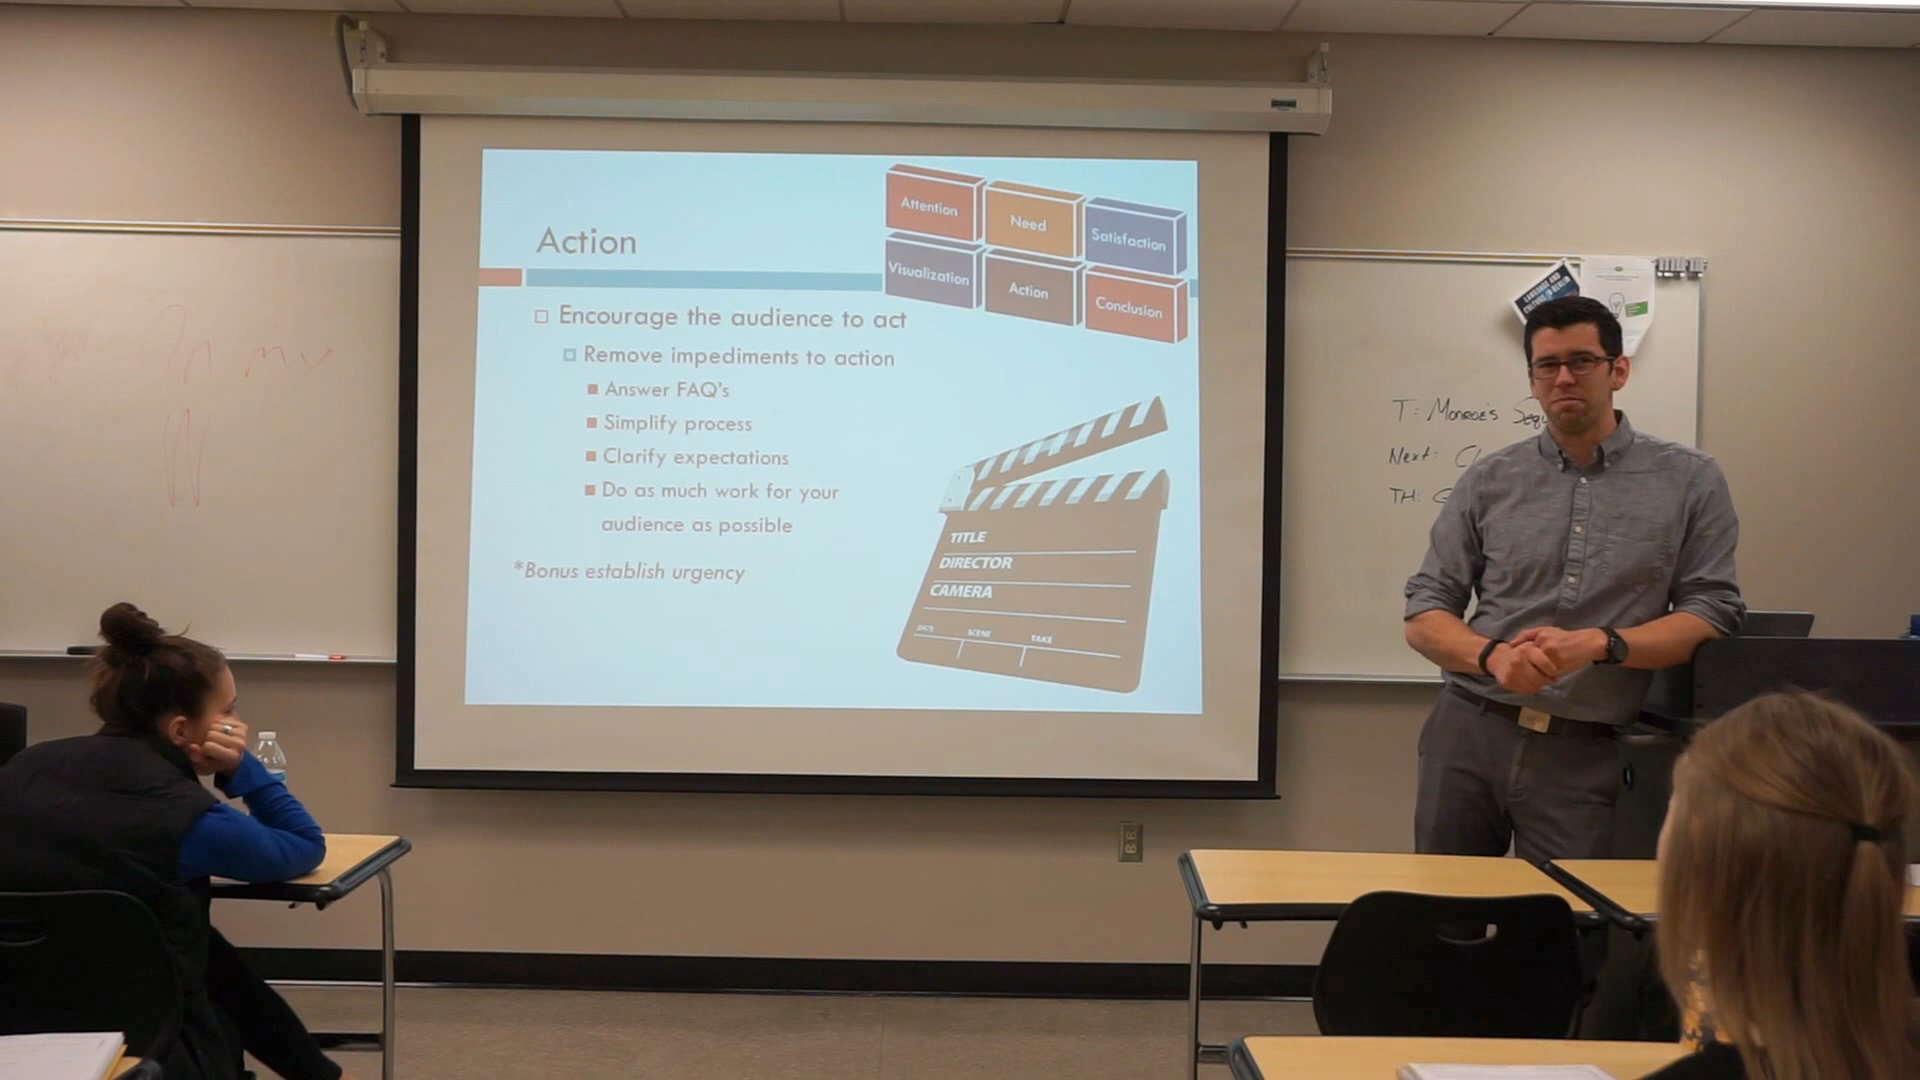 Action
Attention
Need
Satisfaction
Visualization
Action
Conclusion
Encourage the audience to act
Remove impediments to action
Answer FAQ's
Simplify process
Clarify expectations
Do as much work for your
audience as possible
*Bonus establish urgency
TITLE
DIRECTOR
CAMERA
DATE SCENE TAKE
LANGUAGE AND
T: Monroe's
Next:
TH: